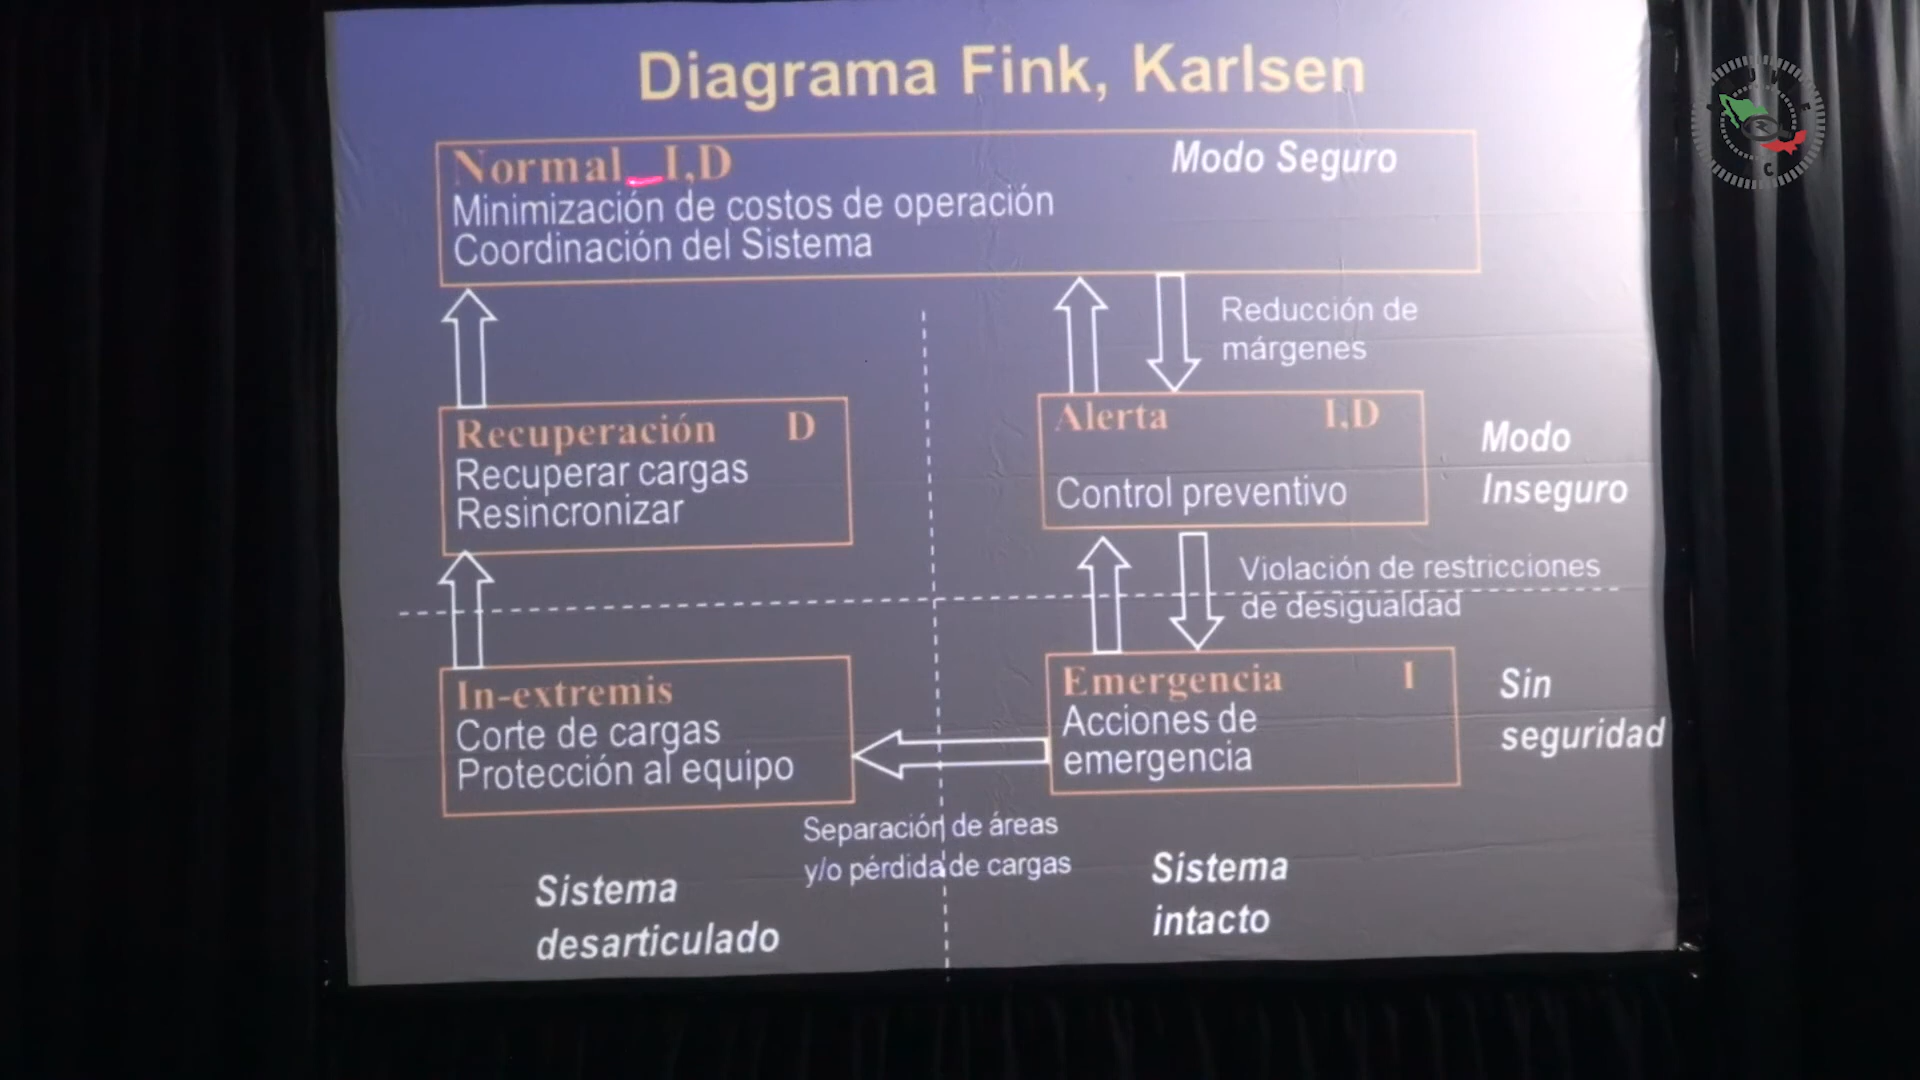 Diagrama Fink, Karlsen
Normal_I,D
Modo Seguro
Minimización de costos de operación
Coordinación del Sistema
Reducción de
márgenes
Recuperación D
Recuperar cargas
Resincronizar
Alerta I,D
Control preventivo
Modo
Inseguro
Violación de restricciones
de desigualdad
In-extremis
Corte de cargas
Protección al equipo
Emergencia I
Acciones de
emergencia
Sin
seguridad
Separación de áreas
y/o pérdida de cargas
Sistema
desarticulado
Sistema
intacto